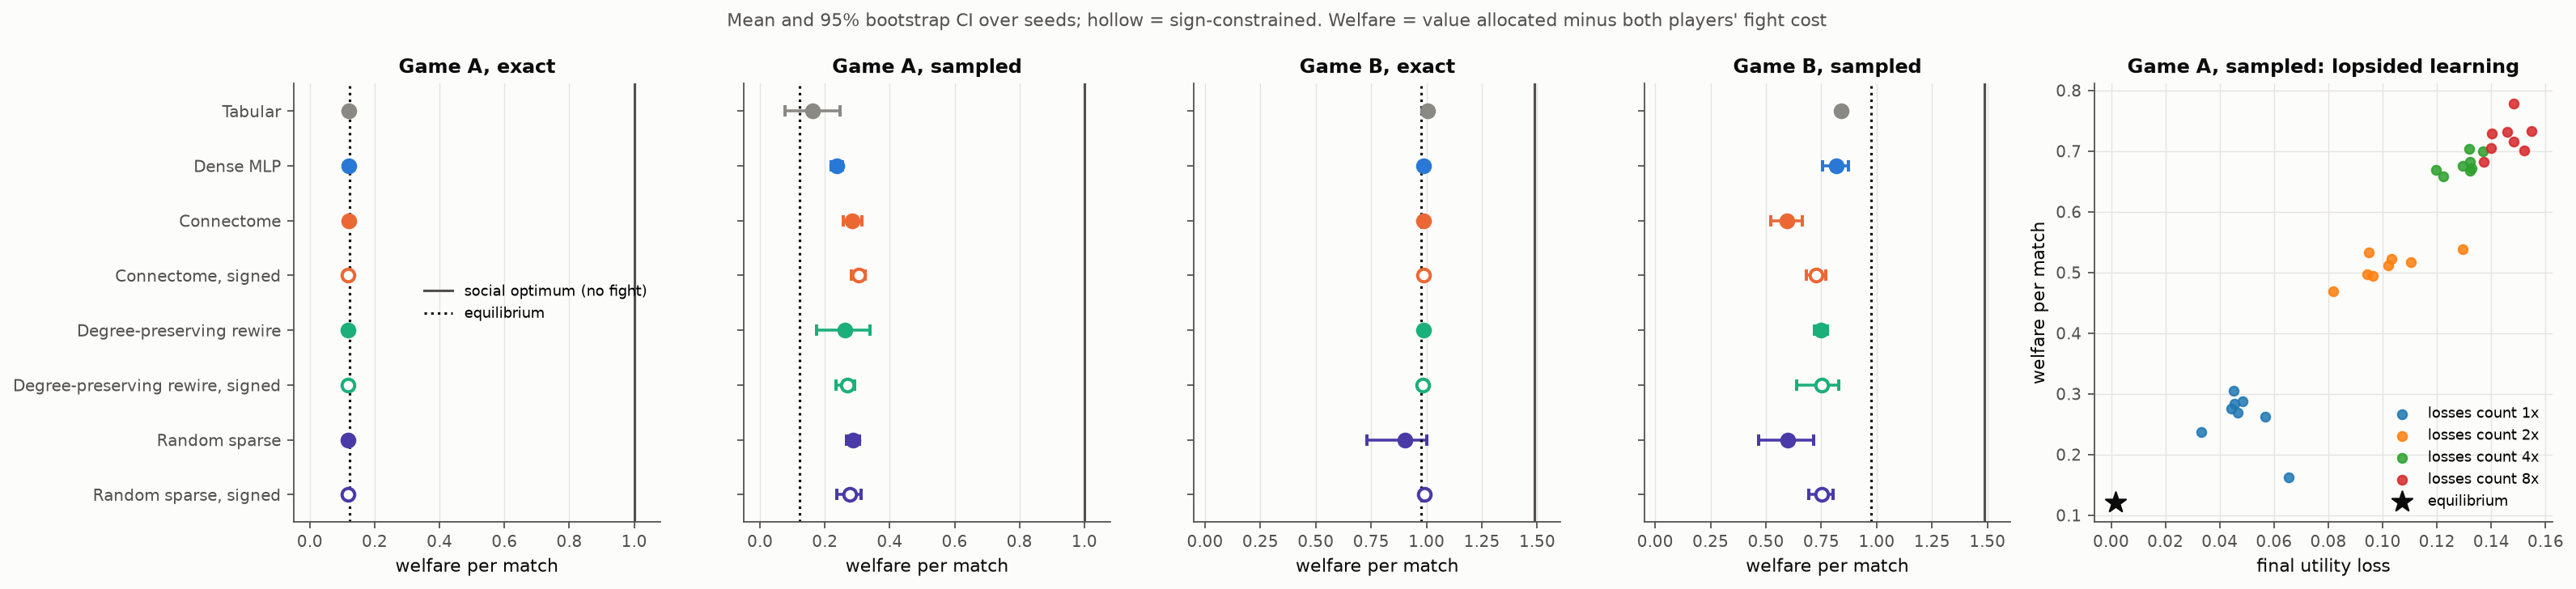 Mean and 95% bootstrap CI over seeds; hollow = sign-constrained. Welfare = value allocated minus both players' fight cost
Game A, exact
Tabular
Dense MLP
Connectome
Connectome, signed
Degree-preserving rewire
Degree-preserving rewire, signed
Random sparse
Random sparse, signed
social optimum (no fight)
equilibrium
0.0 0.2 0.4 0.6 0.8 1.0
welfare per match
Game A, sampled
0.0 0.2 0.4 0.6 0.8 1.0
welfare per match
Game B, exact
0.00 0.25 0.50 0.75 1.00 1.25 1.50
welfare per match
Game B, sampled
0.00 0.25 0.50 0.75 1.00 1.25 1.50
welfare per match
Game A, sampled: lopsided learning
welfare per match
0.8
0.7
0.6
0.5
0.4
0.3
0.2
0.1
losses count 1x
losses count 2x
losses count 4x
losses count 8x
equilibrium
0.00 0.02 0.04 0.06 0.08 0.10 0.12 0.14 0.16
final utility loss